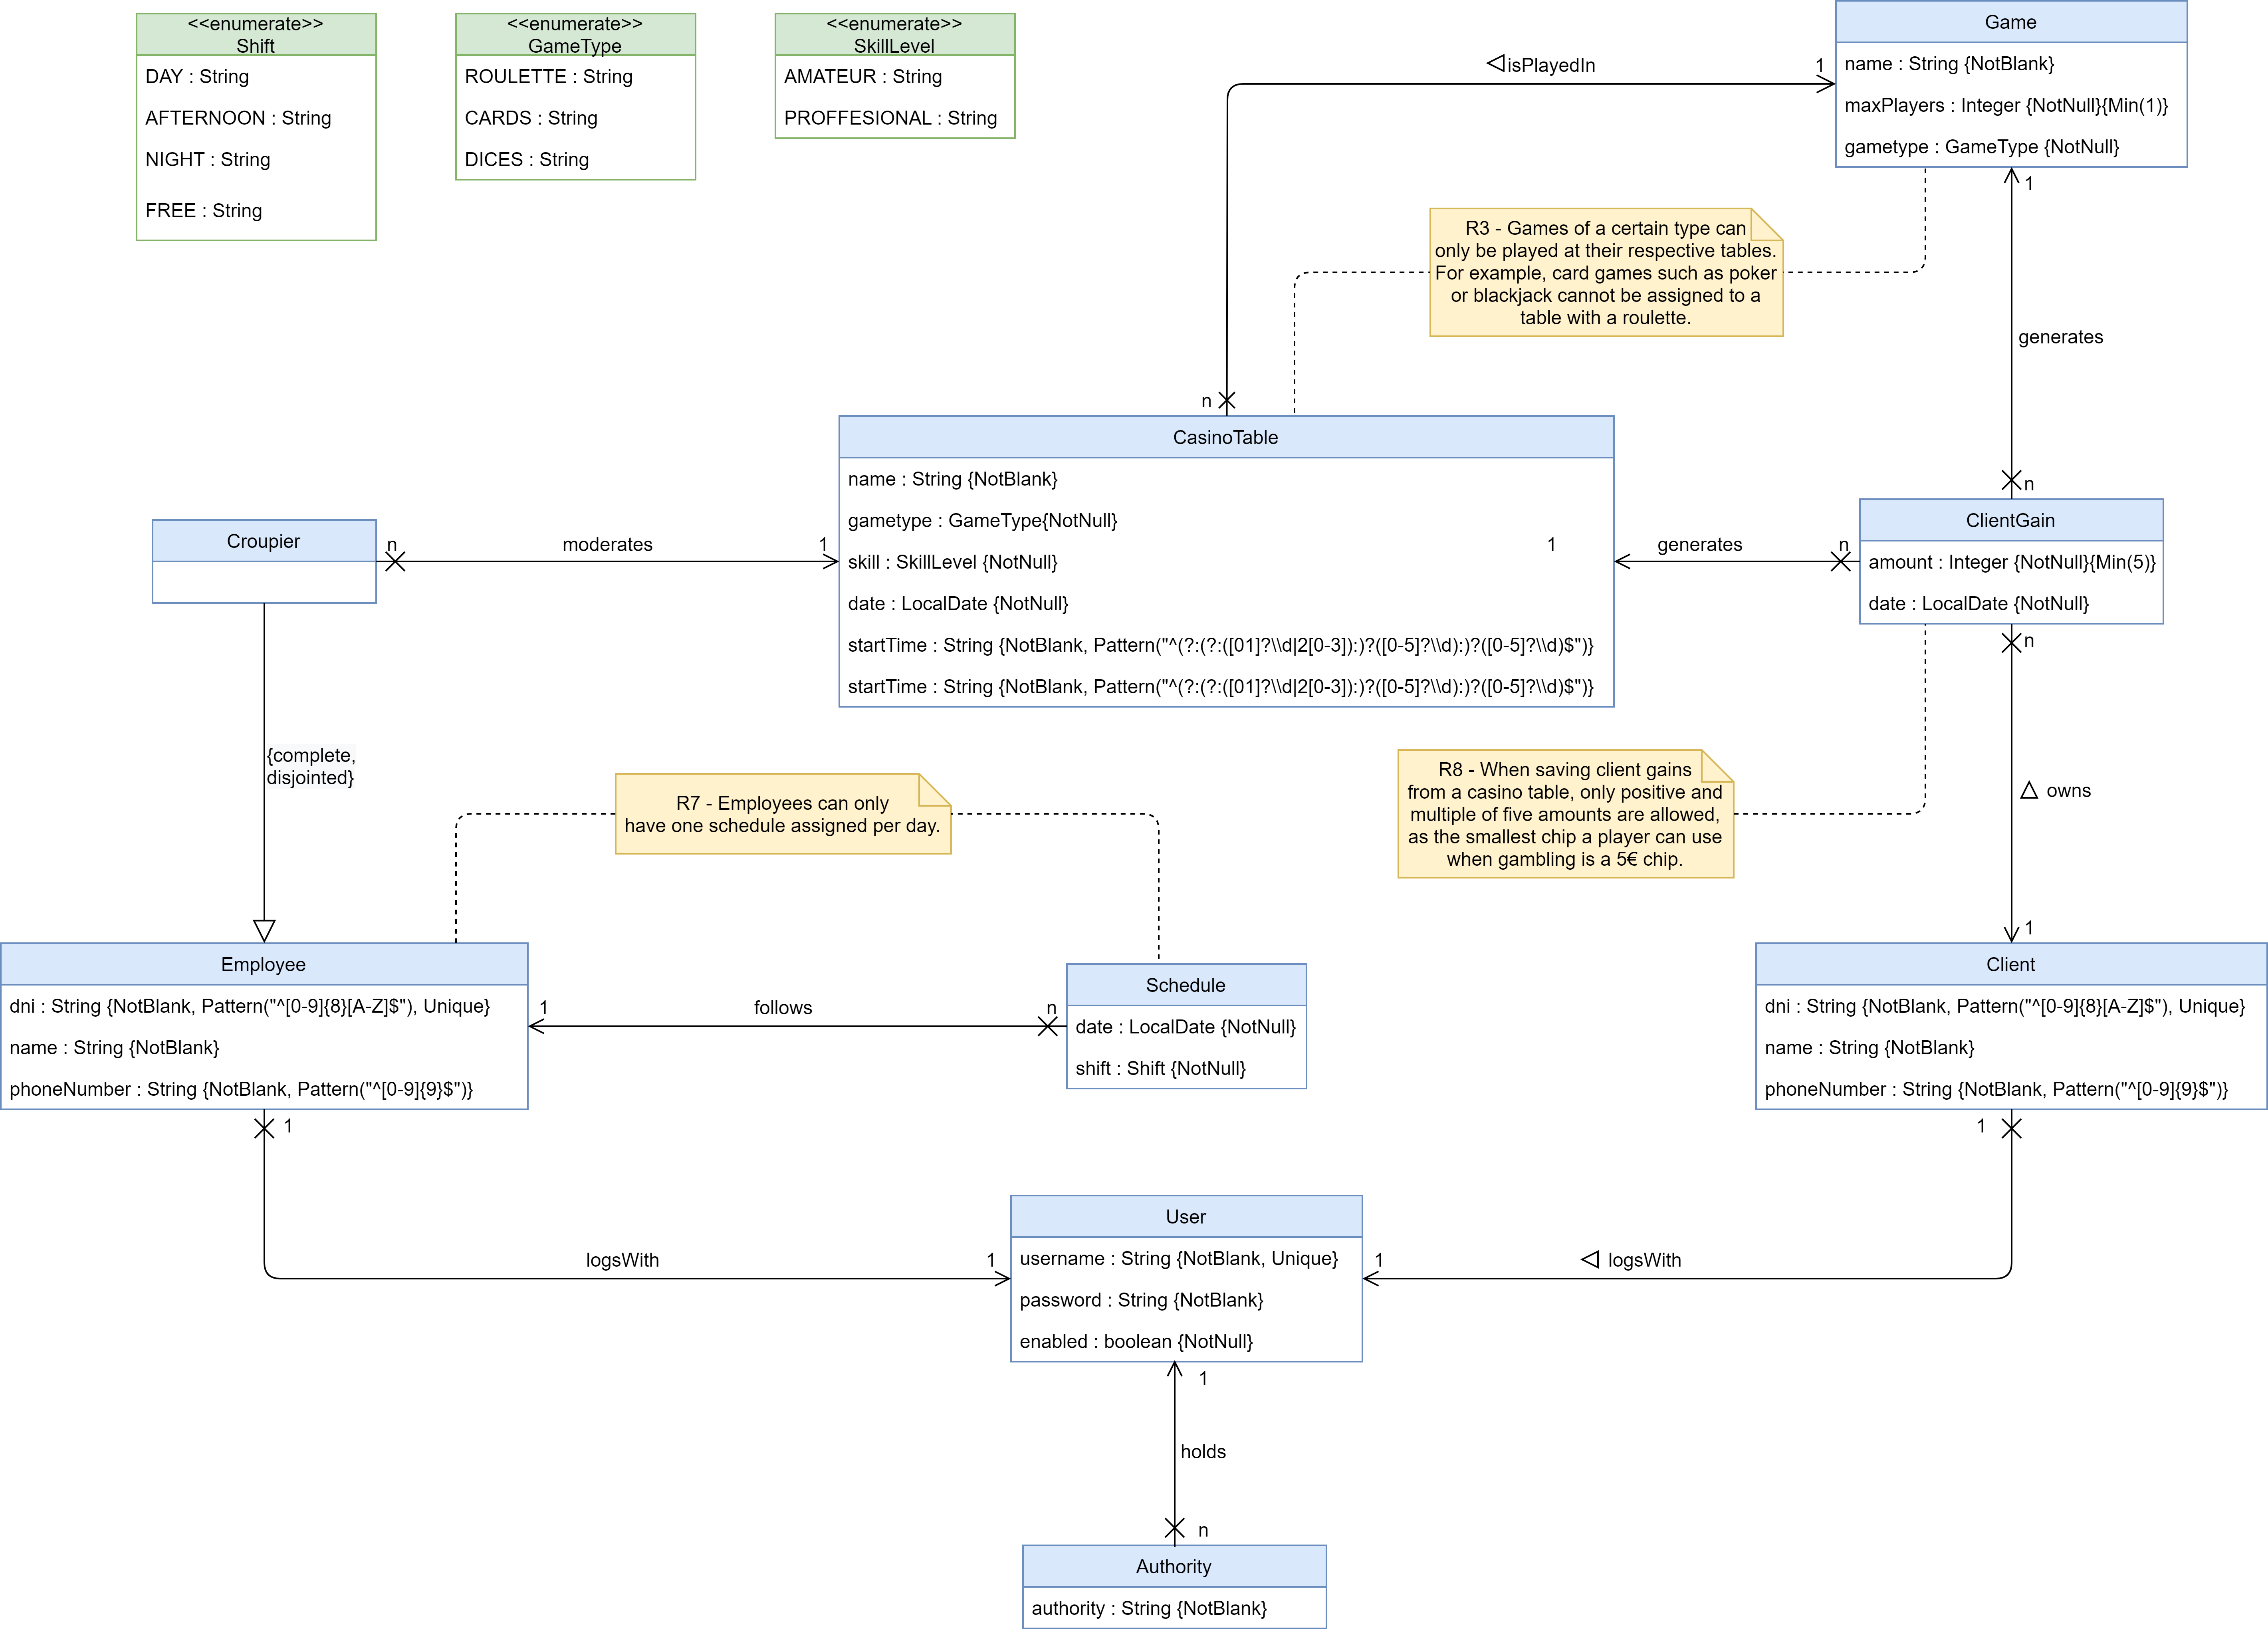 <<enumerate>>
Shift
DAY : String
AFTERNOON : String
NIGHT : String
FREE : String
<<enumerate>>
GameType
ROULETTE : String
CARDS : String
DICES : String
<<enumerate>>
SkillLevel
AMATEUR : String
PROFFESIONAL : String
Game
name : String {NotBlank}
maxPlayers : Integer {NotNull}{Min(1)}
gametype : GameType {NotNull}
isPlayedIn
1
n
1
generates
n
R3 - Games of a certain type can
only be played at their respective tables.
For example, card games such as poker
or blackjack cannot be assigned to a
table with a roulette.
CasinoTable
name : String {NotBlank}
gametype : GameType{NotNull}
skill : SkillLevel {NotNull}
date : LocalDate {NotNull}
startTime : String {NotBlank, Pattern("^(?:(?:([01]?\\d|2[0-3]):)?([0-5]?\\d):)?([0-5]?\\d)$")}
startTime : String {NotBlank, Pattern("^(?:(?:([01]?\\d|2[0-3]):)?([0-5]?\\d):)?([0-5]?\\d)$")}
Croupier
n
moderates
1
1
generates
n
ClientGain
amount : Integer {NotNull}{Min(5)}
date : LocalDate {NotNull}
n
owns
1
{complete,
disjointed}
R7 - Employees can only
have one schedule assigned per day.
R8 - When saving client gains
from a casino table, only positive and
multiple of five amounts are allowed,
as the smallest chip a player can use
when gambling is a 5€ chip.
Employee
dni : String {NotBlank, Pattern("^[0-9]{8}[A-Z]$"), Unique}
name : String {NotBlank}
phoneNumber : String {NotBlank, Pattern("^[0-9]{9}$")}
1
follows
n
Schedule
date : LocalDate {NotNull}
shift : Shift {NotNull}
Client
dni : String {NotBlank, Pattern("^[0-9]{8}[A-Z]$"), Unique}
name : String {NotBlank}
phoneNumber : String {NotBlank, Pattern("^[0-9]{9}$")}
1
logsWith
1
User
username : String {NotBlank, Unique}
password : String {NotBlank}
enabled : boolean {NotNull}
1
logsWith
1
1
holds
n
Authority
authority : String {NotBlank}